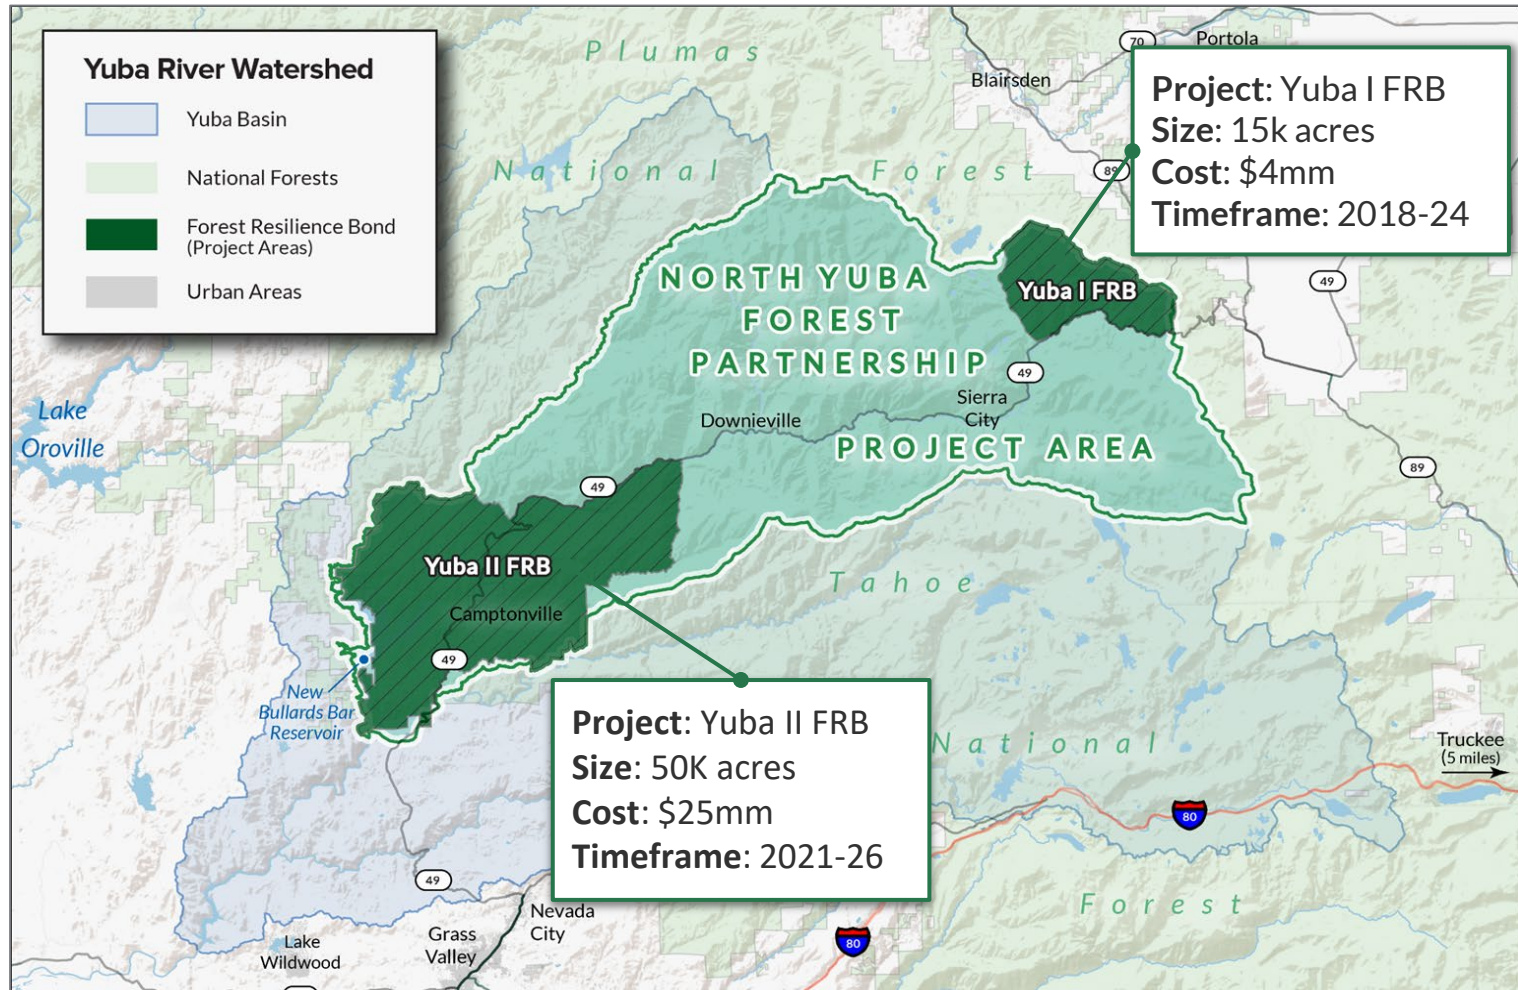 Yuba River Watershed
Yuba Basin
National Forests
Forest Resilience Bond
(Project Areas)
Urban Areas
Plumas
National Forest
70
Portola
Blairsden
89
Project: Yuba I FRB
Size: 15k acres
Cost: $4mm
Timeframe: 2018-24
49
Yuba I FRB
NORTH YUBA
FOREST
PARTNERSHIP
49
Sierra
City
Downieville
PROJECT AREA
Lake
Oroville
89
49
Yuba II FRB
Camptonville
49
New
Bullards Bar
Reservoir
Tahoe
National
Forest
Project: Yuba II FRB
Size: 50K acres
Cost: $25mm
Timeframe: 2021-26
Truckee
(5 miles)
80
49
Nevada
City
Grass
Valley
Lake
Wildwood
80